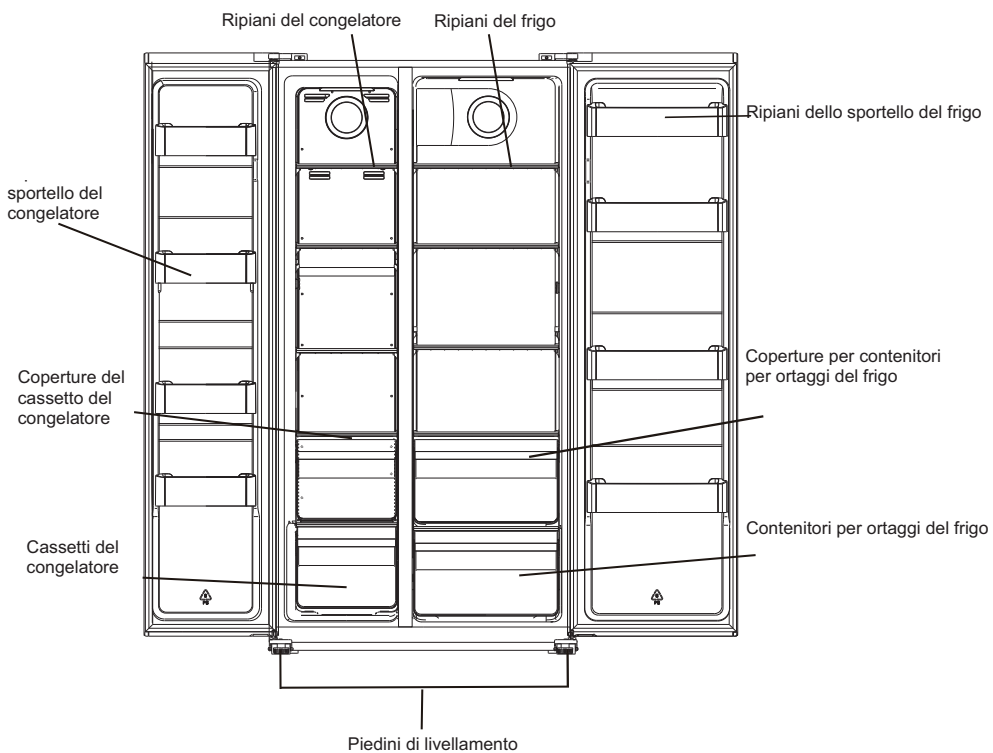 Ripiani del congelatore
Ripiani del frigo
Ripiani dello sportello del frigo
sportello del
congelatore
Coperture per contenitori
per ortaggi del frigo
Coperture del
cassetto del
congelatore
Contenitori per ortaggi del frigo
Cassetti del
congelatore
Piedini di livellamento